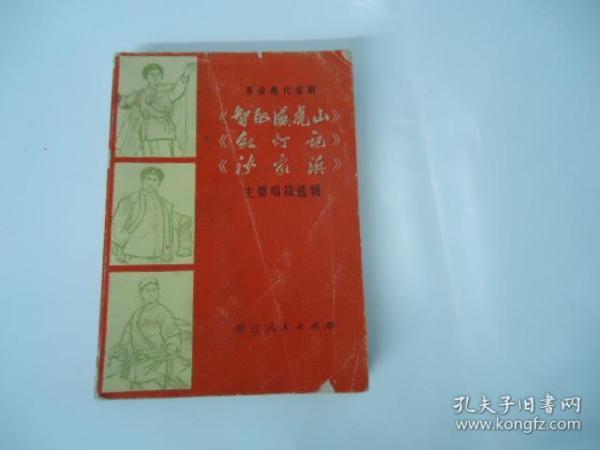 革命现代京剧
《智取威虎山》
《红灯记》
《沙家浜》
主要唱段选辑
浙江人民出版社
孔夫子旧书网
www.kongfz.com